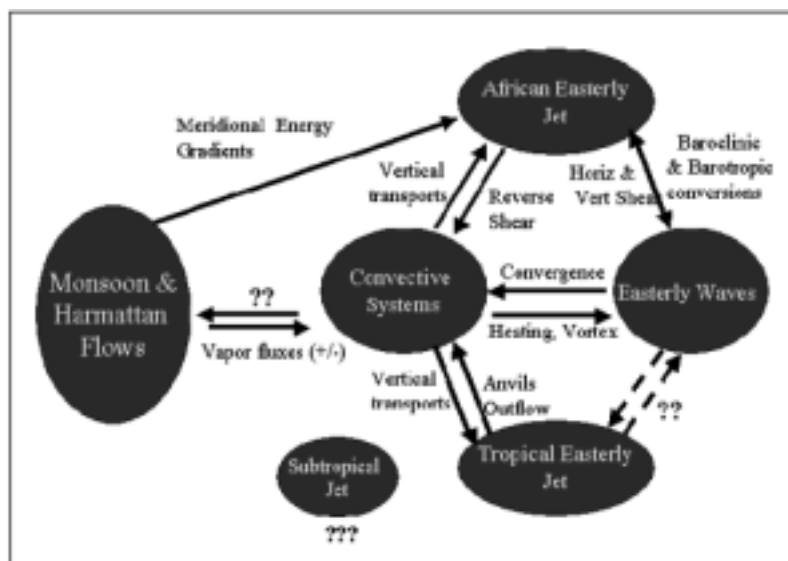 African Easterly
Jet
Meridional Energy
Gradients
Baroclinic
& Barotropic
conversions
Vertical
transports
Horiz &
Vert Shear
Reverse
Shear
Monsoon &
Harmattan
Flows
??
Vapor fluxes (+/-)
Convective
Systems
Convergence
Heating, Vortex
Easterly Waves
Vertical
transports
Anvils
Outflow
??
Subtropical
Jet
???
Tropical Easterly
Jet